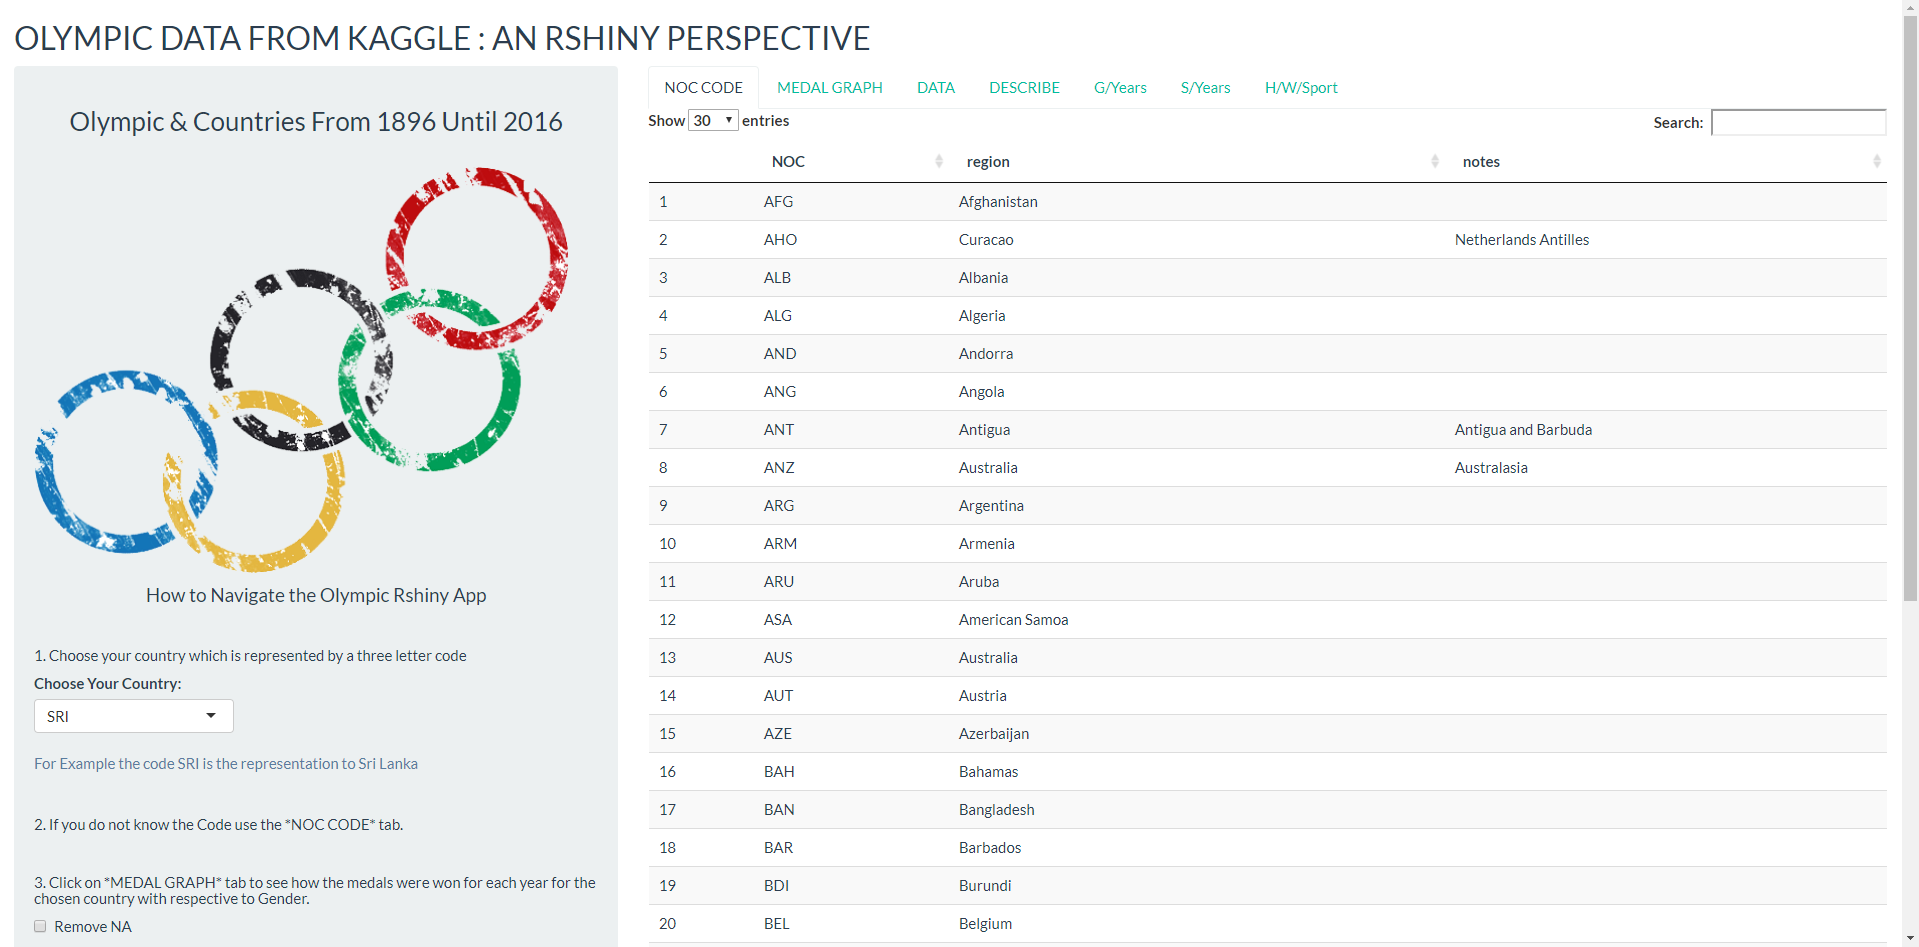 OLYMPIC DATA FROM KAGGLE : AN RSHINY PERSPECTIVE
Olympic & Countries From 1896 Until 2016
How to Navigate the Olympic Rshiny App
1. Choose your country which is represented by a three letter code
Choose Your Country:
SRI
For Example the code SRI is the representation to Sri Lanka
2. If you do not know the Code use the *NOC CODE* tab.
3. Click on *MEDAL GRAPH* tab to see how the medals were won for each year for the
chosen country with respective to Gender.
Remove NA
NOC CODE MEDAL GRAPH DATA DESCRIBE G/Years S/Years H/W/Sport
Show 30 entries Search:
NOC region notes
1 AFG Afghanistan
2 AHO Curacao Netherlands Antilles
3 ALB Albania
4 ALG Algeria
5 AND Andorra
6 ANG Angola
7 ANT Antigua Antigua and Barbuda
8 ANZ Australia Australasia
9 ARG Argentina
10 ARM Armenia
11 ARU Aruba
12 ASA American Samoa
13 AUS Australia
14 AUT Austria
15 AZE Azerbaijan
16 BAH Bahamas
17 BAN Bangladesh
18 BAR Barbados
19 BDI Burundi
20 BEL Belgium